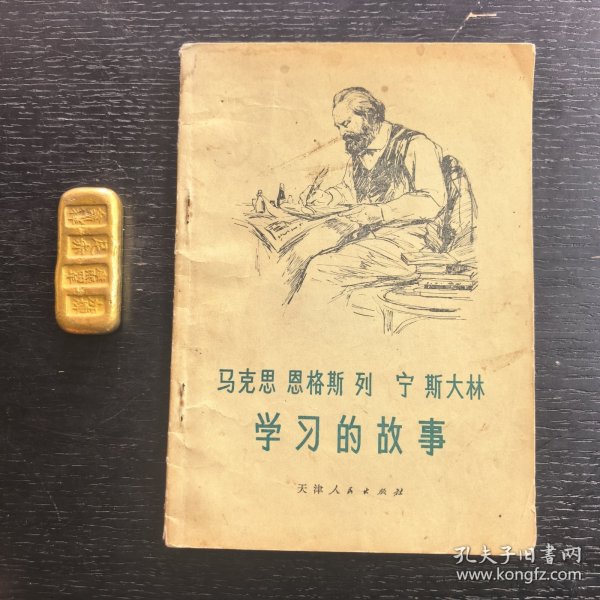 马克思 恩格斯 列 宁 斯大林
学习的故事
天津人民出版社
孔夫子旧书网
www.kongfz.com